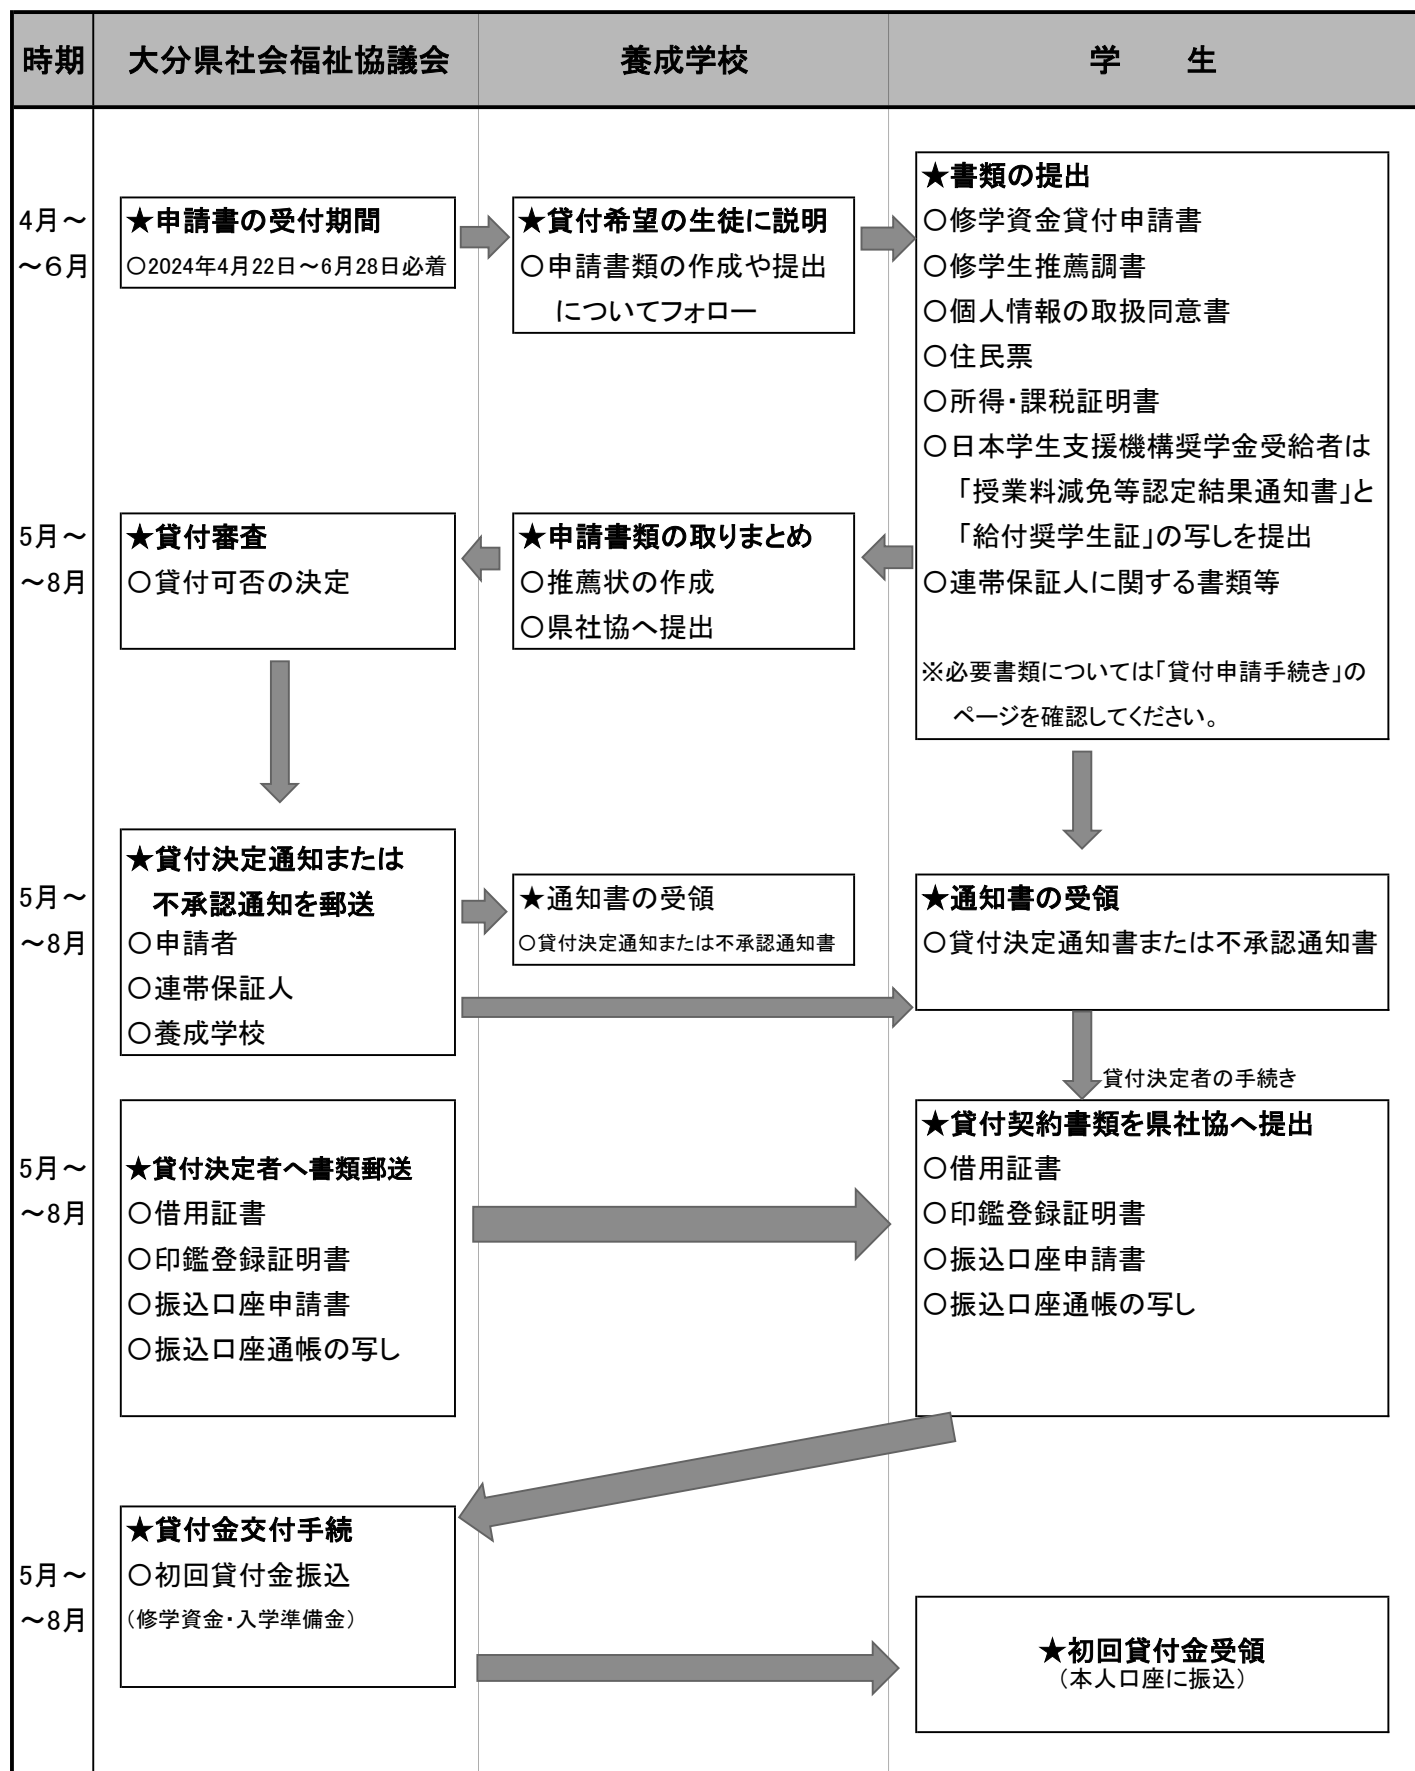 時期
大分県社会福祉協議会
養成学校
学 生
4月～
～6月
★申請書の受付期間
○2024年4月22日～6月28日必着
★貸付希望の生徒に説明
○申請書類の作成や提出
についてフォロー
★書類の提出
○修学資金貸付申請書
○修学生推薦調書
○個人情報の取扱同意書
○住民票
○所得・課税証明書
○日本学生支援機構奨学金受給者は
「授業料減免等認定結果通知書」と
「給付奨学生証」の写しを提出
○連帯保証人に関する書類等
※必要書類については「貸付申請手続き」の
ページを確認してください。
5月～
～8月
★貸付審査
○貸付可否の決定
★申請書類の取りまとめ
○推薦状の作成
○県社協へ提出
5月～
～8月
★貸付決定通知または
不承認通知を郵送
○申請者
○連帯保証人
○養成学校
★通知書の受領
○貸付決定通知または不承認通知書
★通知書の受領
○貸付決定通知書または不承認通知書
貸付決定者の手続き
5月～
～8月
★貸付決定者へ書類郵送
○借用証書
○印鑑登録証明書
○振込口座申請書
○振込口座通帳の写し
★貸付契約書類を県社協へ提出
○借用証書
○印鑑登録証明書
○振込口座申請書
○振込口座通帳の写し
5月～
～8月
★貸付金交付手続
○初回貸付金振込
（修学資金・入学準備金）
★初回貸付金受領
（本人口座に振込）